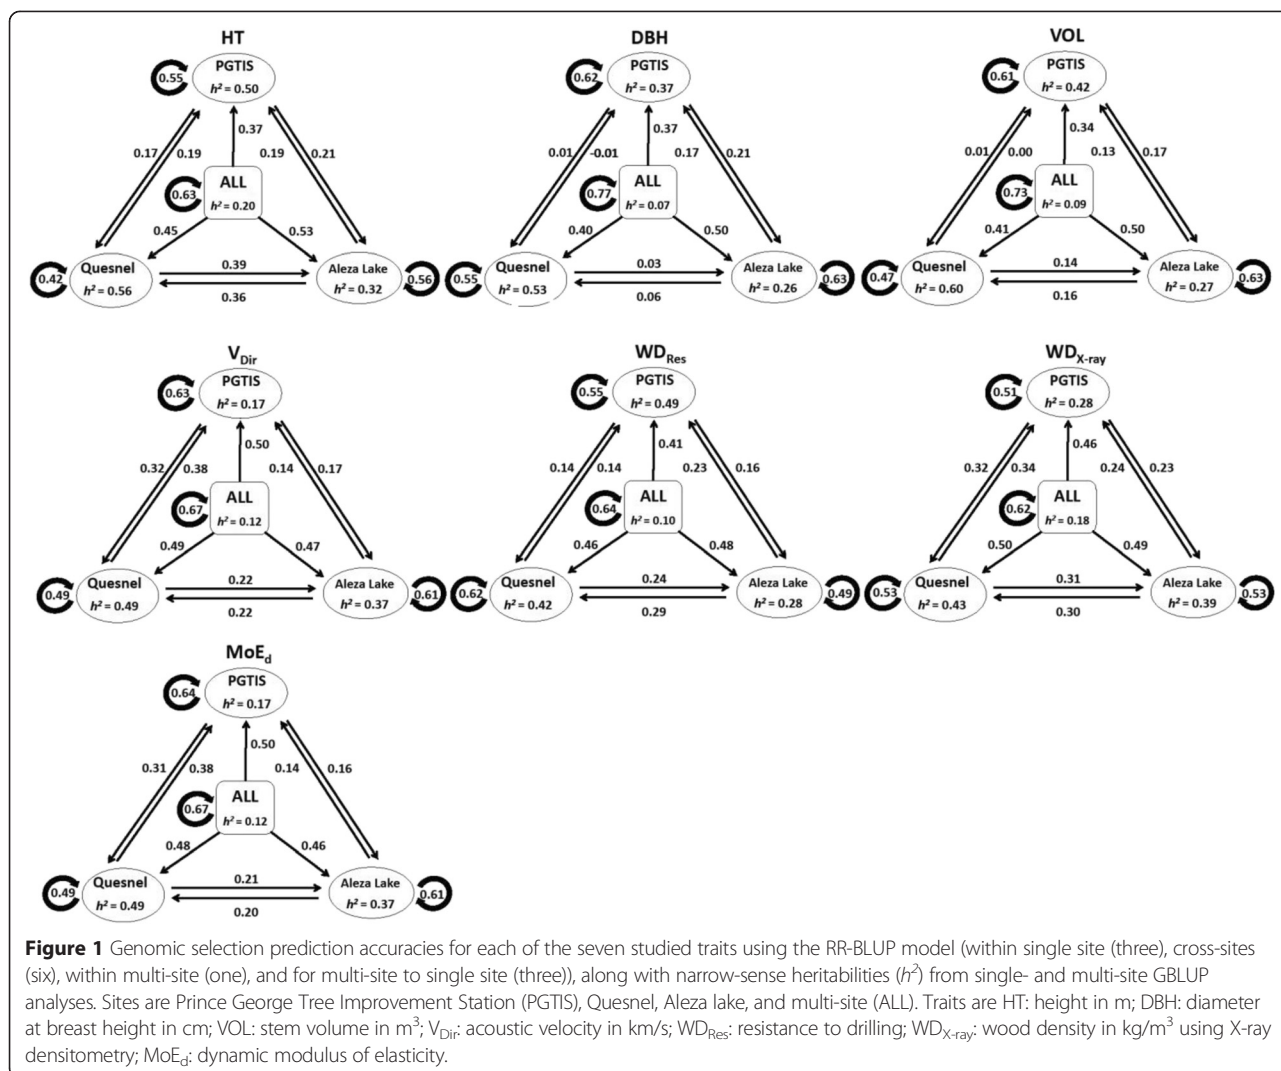 HT
PGTIS
h² = 0.50
0.55
0.37
0.17
0.19
0.19
0.21
ALL
h² = 0.20
0.63
0.45
0.53
Quesnel
h² = 0.56
0.42
0.39
0.36
Aleza Lake
h² = 0.32
0.56
DBH
PGTIS
h² = 0.37
0.62
0.37
0.01
-0.01
0.17
0.21
ALL
h² = 0.07
0.77
0.40
0.50
Quesnel
h² = 0.53
0.55
0.03
0.06
Aleza Lake
h² = 0.26
0.63
VOL
PGTIS
h² = 0.42
0.61
0.34
0.01
0.00
0.13
0.17
ALL
h² = 0.09
0.73
0.41
0.50
Quesnel
h² = 0.60
0.47
0.14
0.16
Aleza Lake
h² = 0.27
0.63
V_Dir
PGTIS
h² = 0.17
0.63
0.50
0.32
0.38
0.14
0.17
ALL
h² = 0.12
0.67
0.49
0.47
Quesnel
h² = 0.49
0.49
0.22
0.22
Aleza Lake
h² = 0.37
0.61
WD_Res
PGTIS
h² = 0.49
0.55
0.41
0.14
0.14
0.23
0.16
ALL
h² = 0.10
0.64
0.46
0.48
Quesnel
h² = 0.42
0.62
0.24
0.29
Aleza Lake
h² = 0.28
0.49
WD_X-ray
PGTIS
h² = 0.28
0.51
0.46
0.32
0.34
0.24
0.23
ALL
h² = 0.18
0.62
0.50
0.49
Quesnel
h² = 0.43
0.53
0.31
0.30
Aleza Lake
h² = 0.39
0.53
MoE_d
PGTIS
h² = 0.17
0.64
0.50
0.31
0.38
0.14
0.16
ALL
h² = 0.12
0.67
0.48
0.46
Quesnel
h² = 0.49
0.49
0.21
0.20
Aleza Lake
h² = 0.37
0.61
Figure 1 Genomic selection prediction accuracies for each of the seven studied traits using the RR-BLUP model (within single site (three), cross-sites
(six), within multi-site (one), and for multi-site to single site (three)), along with narrow-sense heritabilities (h²) from single- and multi-site GBLUP
analyses. Sites are Prince George Tree Improvement Station (PGTIS), Quesnel, Aleza lake, and multi-site (ALL). Traits are HT: height in m; DBH: diameter
at breast height in cm; VOL: stem volume in m³; V_Dir: acoustic velocity in km/s; WD_Res: resistance to drilling; WD_X-ray: wood density in kg/m³ using X-ray
densitometry; MoE_d: dynamic modulus of elasticity.